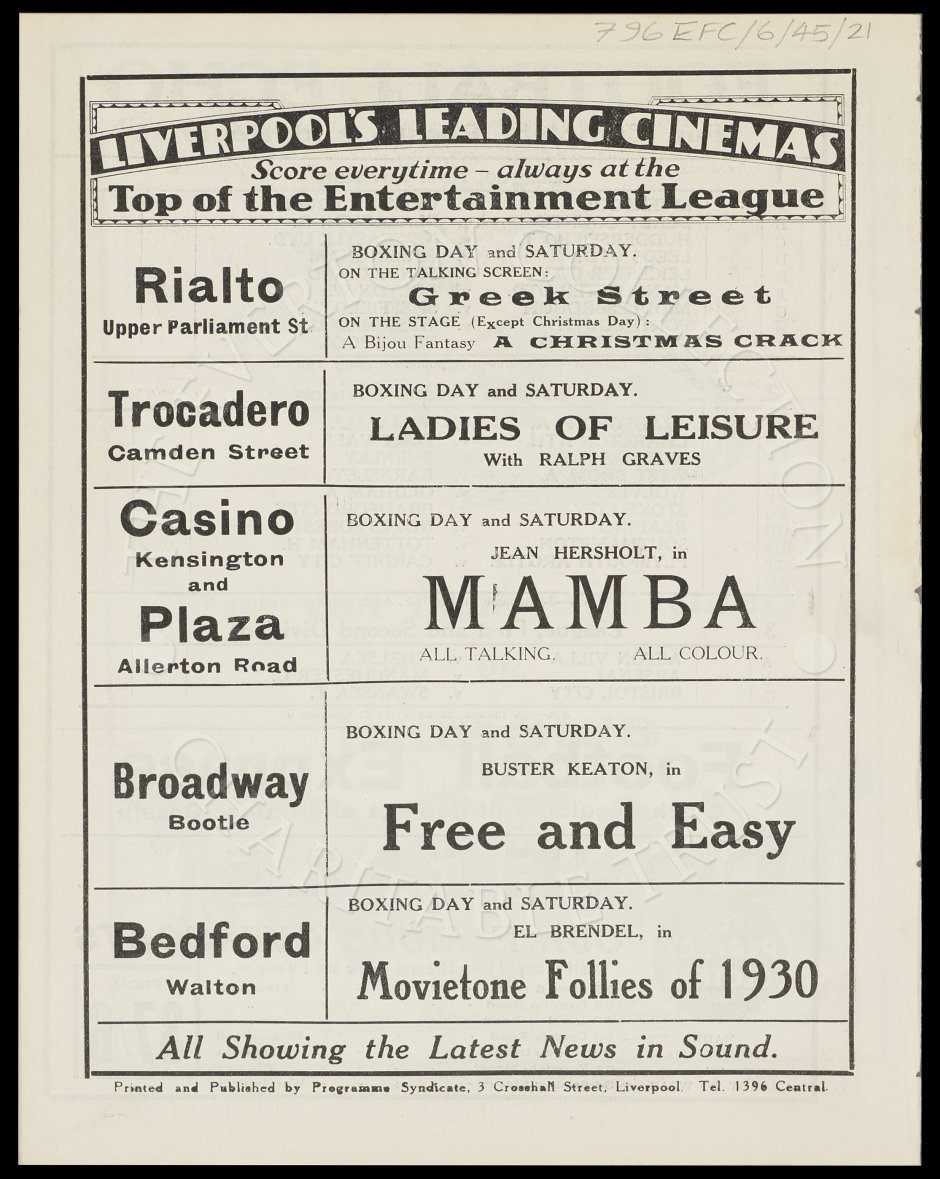 796 EFC/6/45/21
LIVERPOOL'S LEADING CINEMAS
Score everytime – always at the
Top of the Entertainment League
Rialto
Upper Parliament St
BOXING DAY and SATURDAY.
ON THE TALKING SCREEN:
Greek Street
ON THE STAGE (Except Christmas Day):
A Bijou Fantasy A CHRISTMAS CRACK
Trocadero
Camden Street
BOXING DAY and SATURDAY.
LADIES OF LEISURE
With RALPH GRAVES
Casino
Kensington
and
Plaza
Allerton Road
BOXING DAY and SATURDAY.
JEAN HERSHOLT, in
MAMBA
ALL TALKING. ALL COLOUR.
Broadway
Bootle
BOXING DAY and SATURDAY.
BUSTER KEATON, in
Free and Easy
Bedford
Walton
BOXING DAY and SATURDAY.
EL BRENDEL, in
Movietone Follies of 1930
All Showing the Latest News in Sound.
Printed and Published by Programme Syndicate, 3 Crosshall Street, Liverpool. Tel. 1396 Central.
THE EVERTON COLLECTION
CHARITABLE TRUST